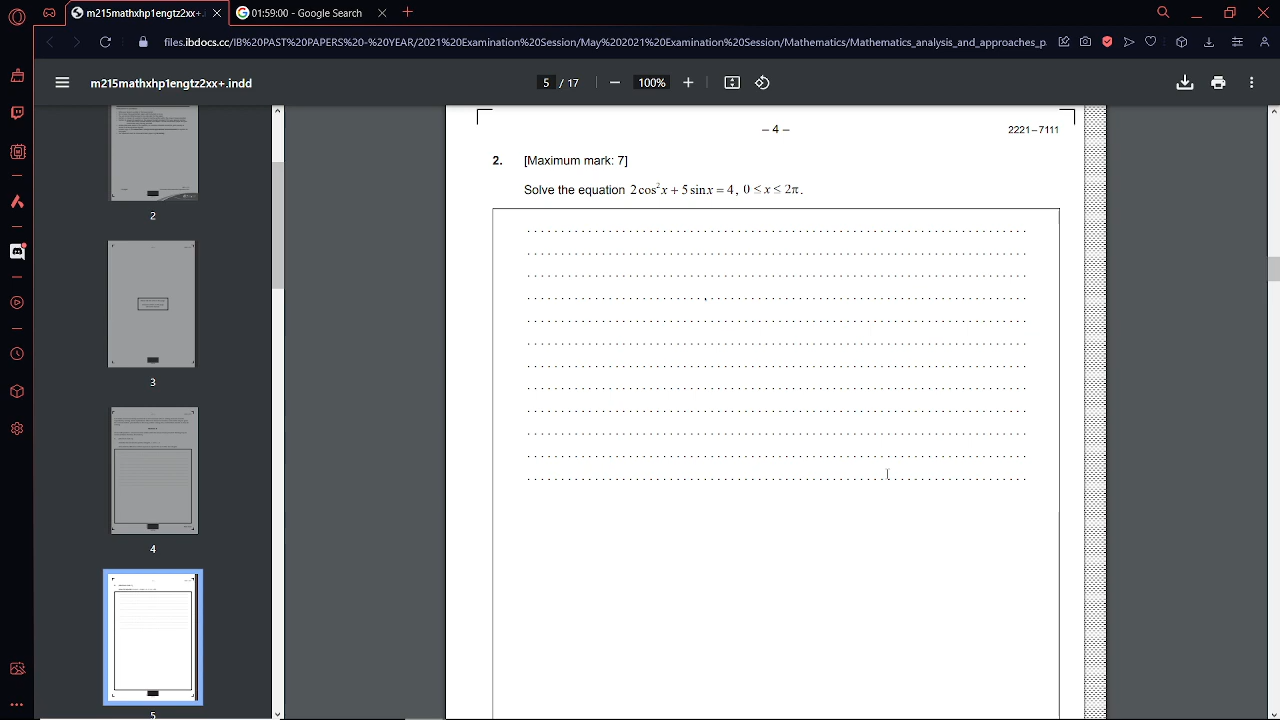 m215mathxhp1engtz2xx+.
01:59:00 - Google Search
files.ibdocs.cc/IB%20PAST%20PAPERS%20-%20YEAR/2021%20Examination%20Session/May%202021%20Examination%20Session/Mathematics/Mathematics_analysis_and_approaches_p.
m215mathxhp1engtz2xx+.indd
5 / 17
100%
2
3
4
5
– 4 –
2221 – 7111
2. [Maximum mark: 7]
Solve the equation 2 cos² x + 5 sin x = 4, 0 ≤ x ≤ 2π.